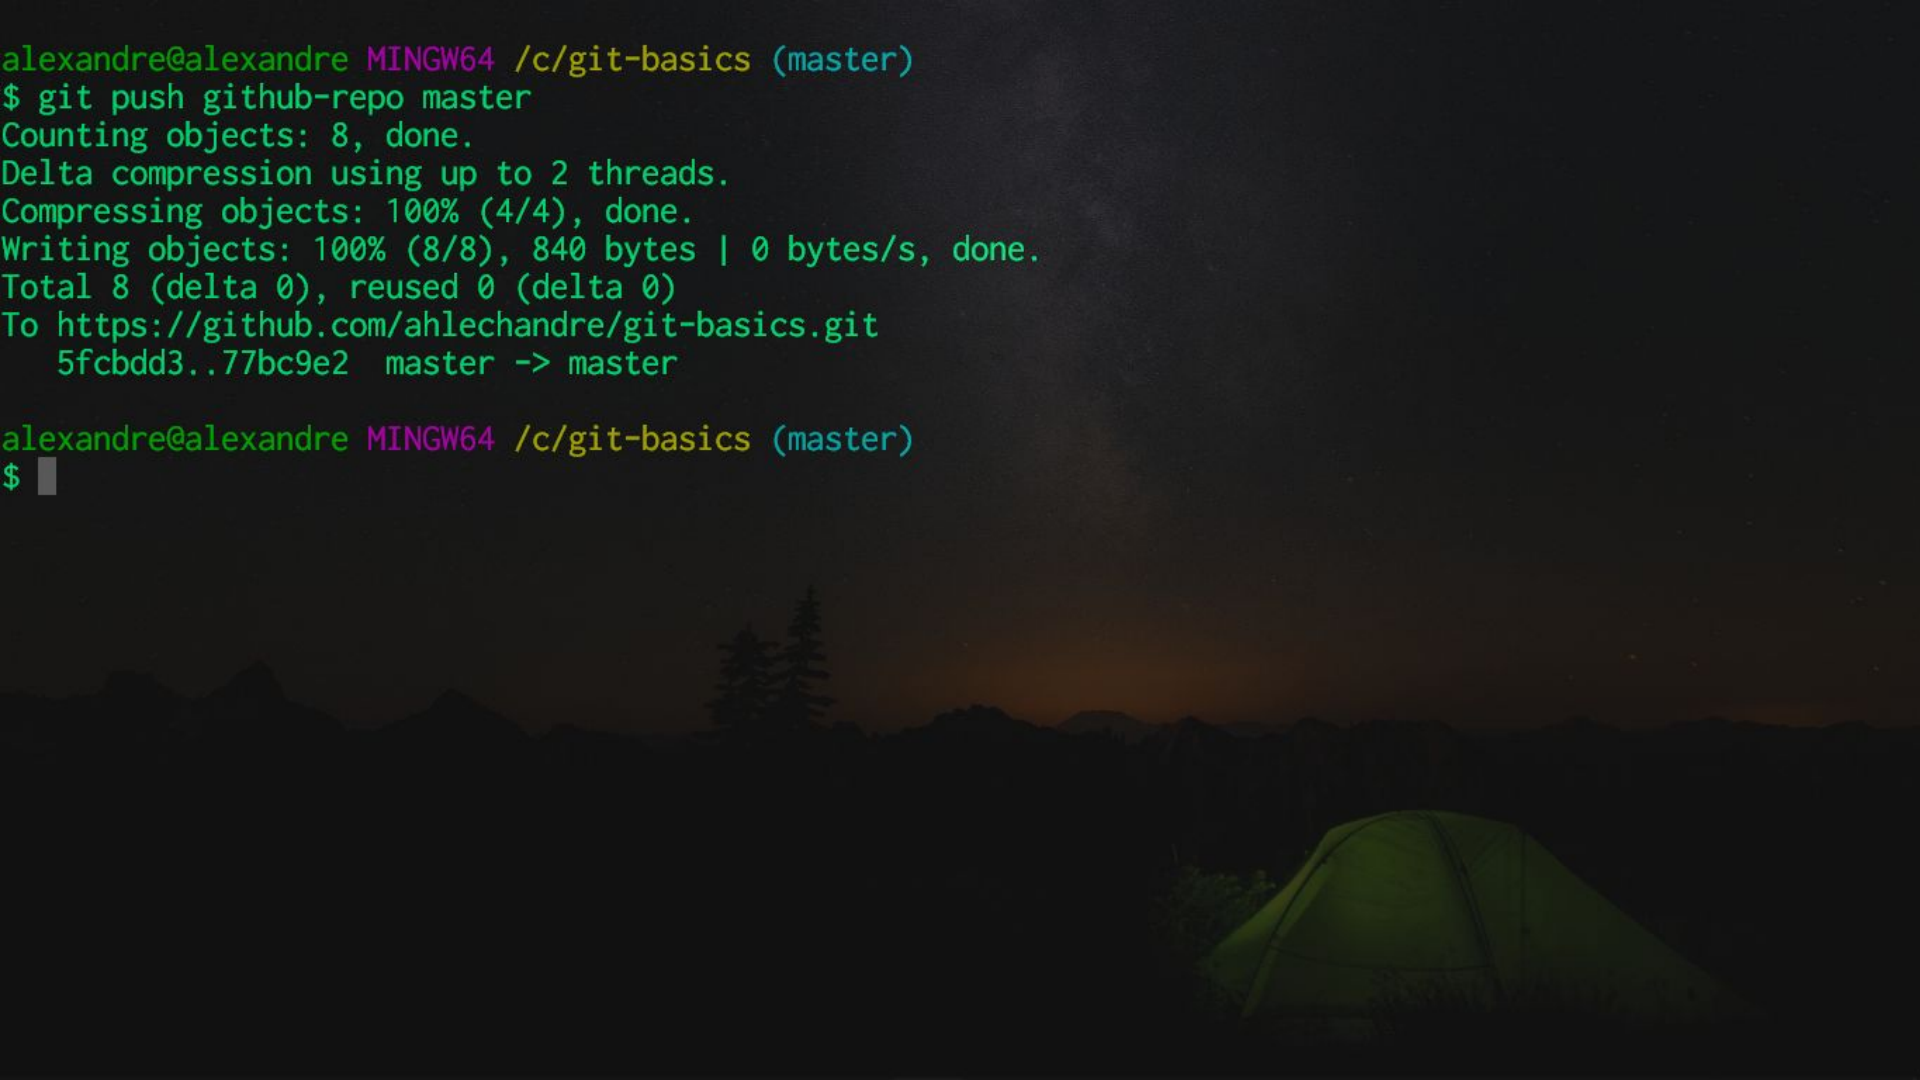 alexandre@alexandre MINGW64 /c/git-basics (master)
$ git push github-repo master
Counting objects: 8, done.
Delta compression using up to 2 threads.
Compressing objects: 100% (4/4), done.
Writing objects: 100% (8/8), 840 bytes | 0 bytes/s, done.
Total 8 (delta 0), reused 0 (delta 0)
To https://github.com/ahlechandre/git-basics.git
   5fcbdd3..77bc9e2  master -> master
alexandre@alexandre MINGW64 /c/git-basics (master)
$